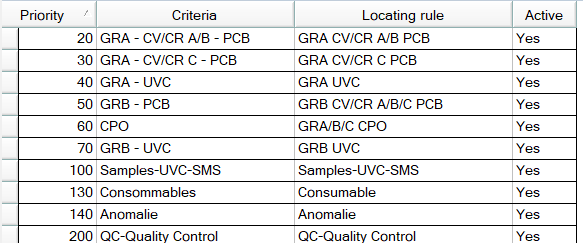 Priority Criteria Locating rule Active
20 GRA - CV/CR A/B - PCB GRA CV/CR A/B PCB Yes
30 GRA - CV/CR C - PCB GRA CV/CR C PCB Yes
40 GRA - UVC GRA UVC Yes
50 GRB - PCB GRB CV/CR A/B/C PCB Yes
60 CPO GRA/B/C CPO Yes
70 GRB - UVC GRB UVC Yes
100 Samples-UVC-SMS Samples-UVC-SMS Yes
130 Consommables Consumable Yes
140 Anomalie Anomalie Yes
200 QC-Quality Control QC-Quality Control Yes